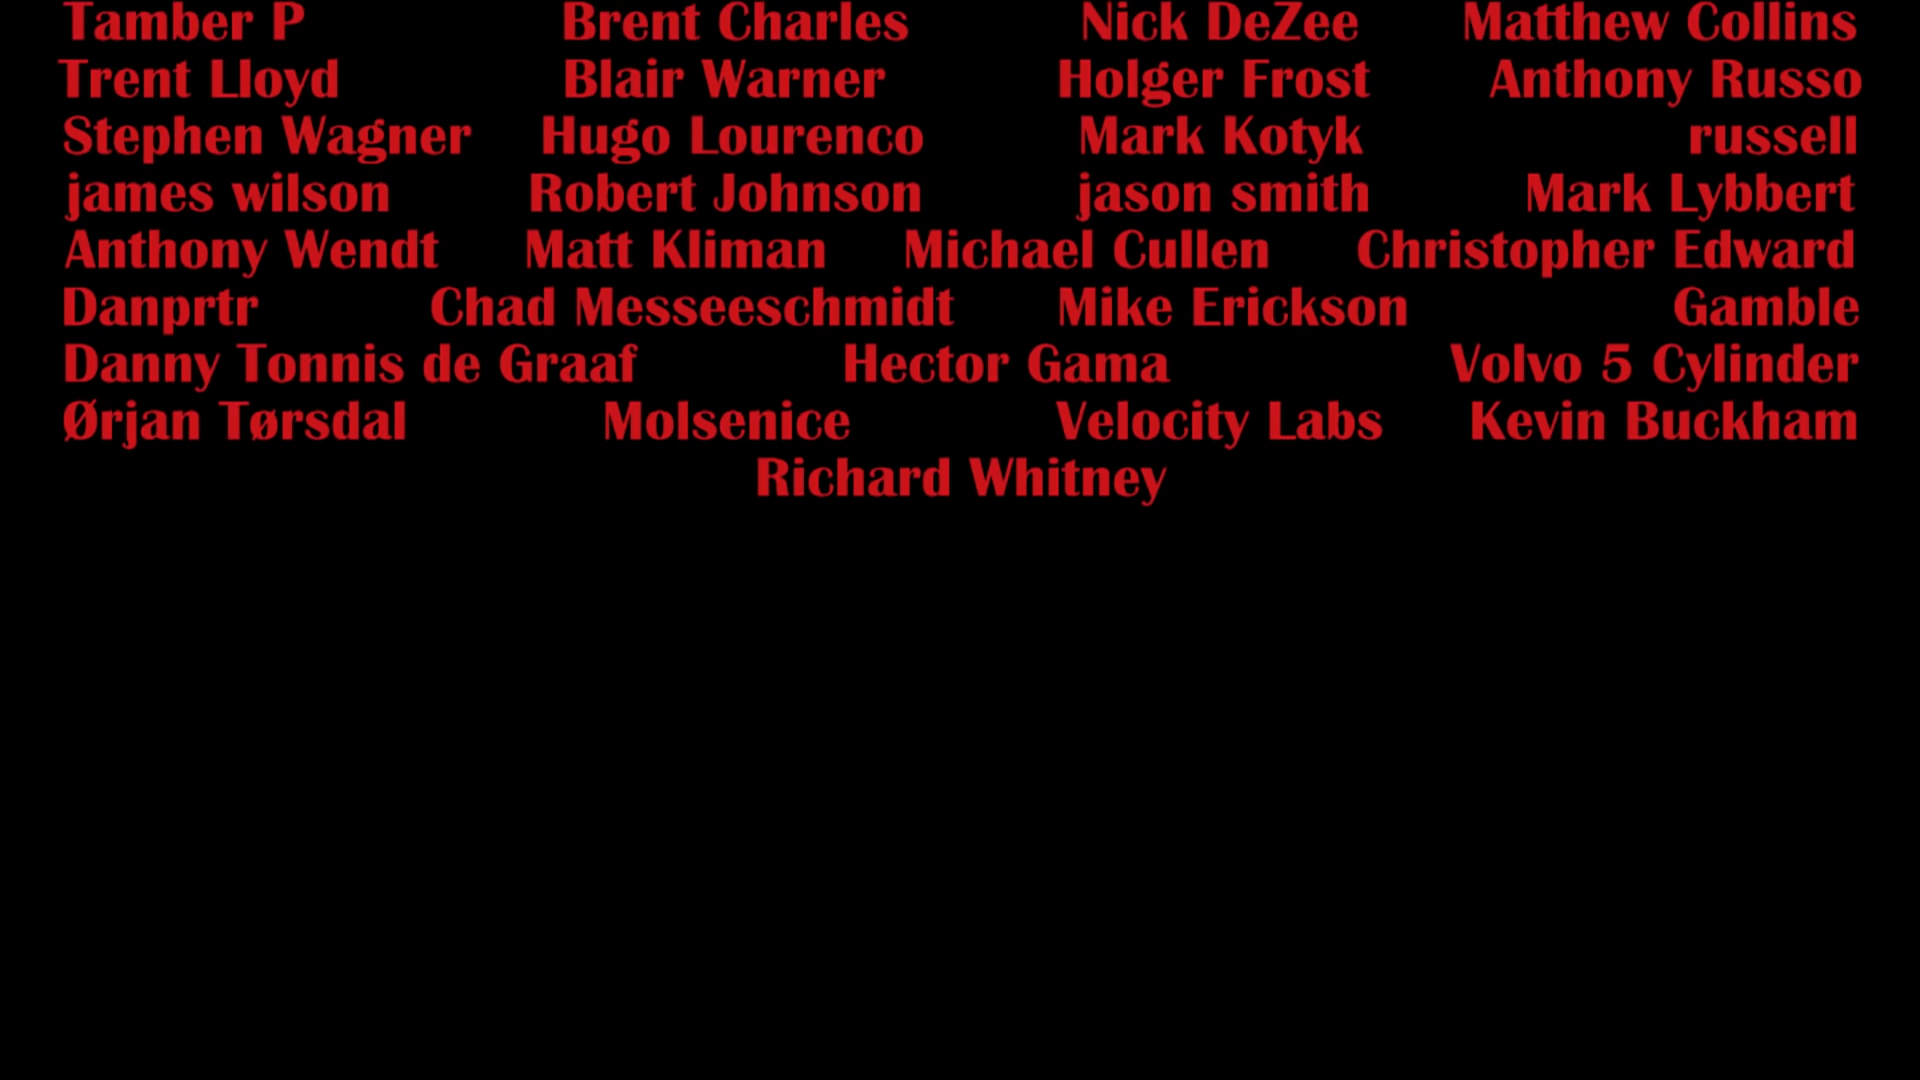 Tamber P Brent Charles Nick DeZee Matthew Collins
Trent Lloyd Blair Warner Holger Frost Anthony Russo
Stephen Wagner Hugo Lourenco Mark Kotyk russell
james wilson Robert Johnson jason smith Mark Lybbert
Anthony Wendt Matt Kliman Michael Cullen Christopher Edward
Danprtr Chad Messeeschmidt Mike Erickson Gamble
Danny Tonnis de Graaf Hector Gama Volvo 5 Cylinder
Ørjan Tørsdal Molsenice Velocity Labs Kevin Buckham
Richard Whitney